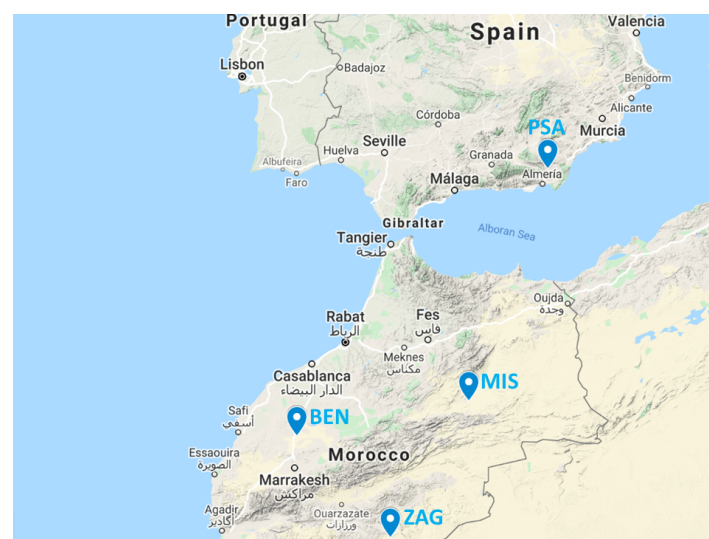 Portugal
Spain
Valencia
Lisbon
Badajoz
Benidorm
Alicante
Córdoba
PSA
Murcia
Seville
Huelva
Granada
Albufeira
Faro
Málaga
Almería
Gibraltar
Alboran Sea
Tangier
طنجة
Oujda
وجدة
Rabat
الرباط
Fes
فاس
Meknes
مكناس
Casablanca
الدار البيضاء
MIS
Safi
أسفي
BEN
Essaouira
الصويرة
Morocco
Marrakesh
مراكش
Agadir
أكادير
Ouarzazate
ورزازات
ZAG